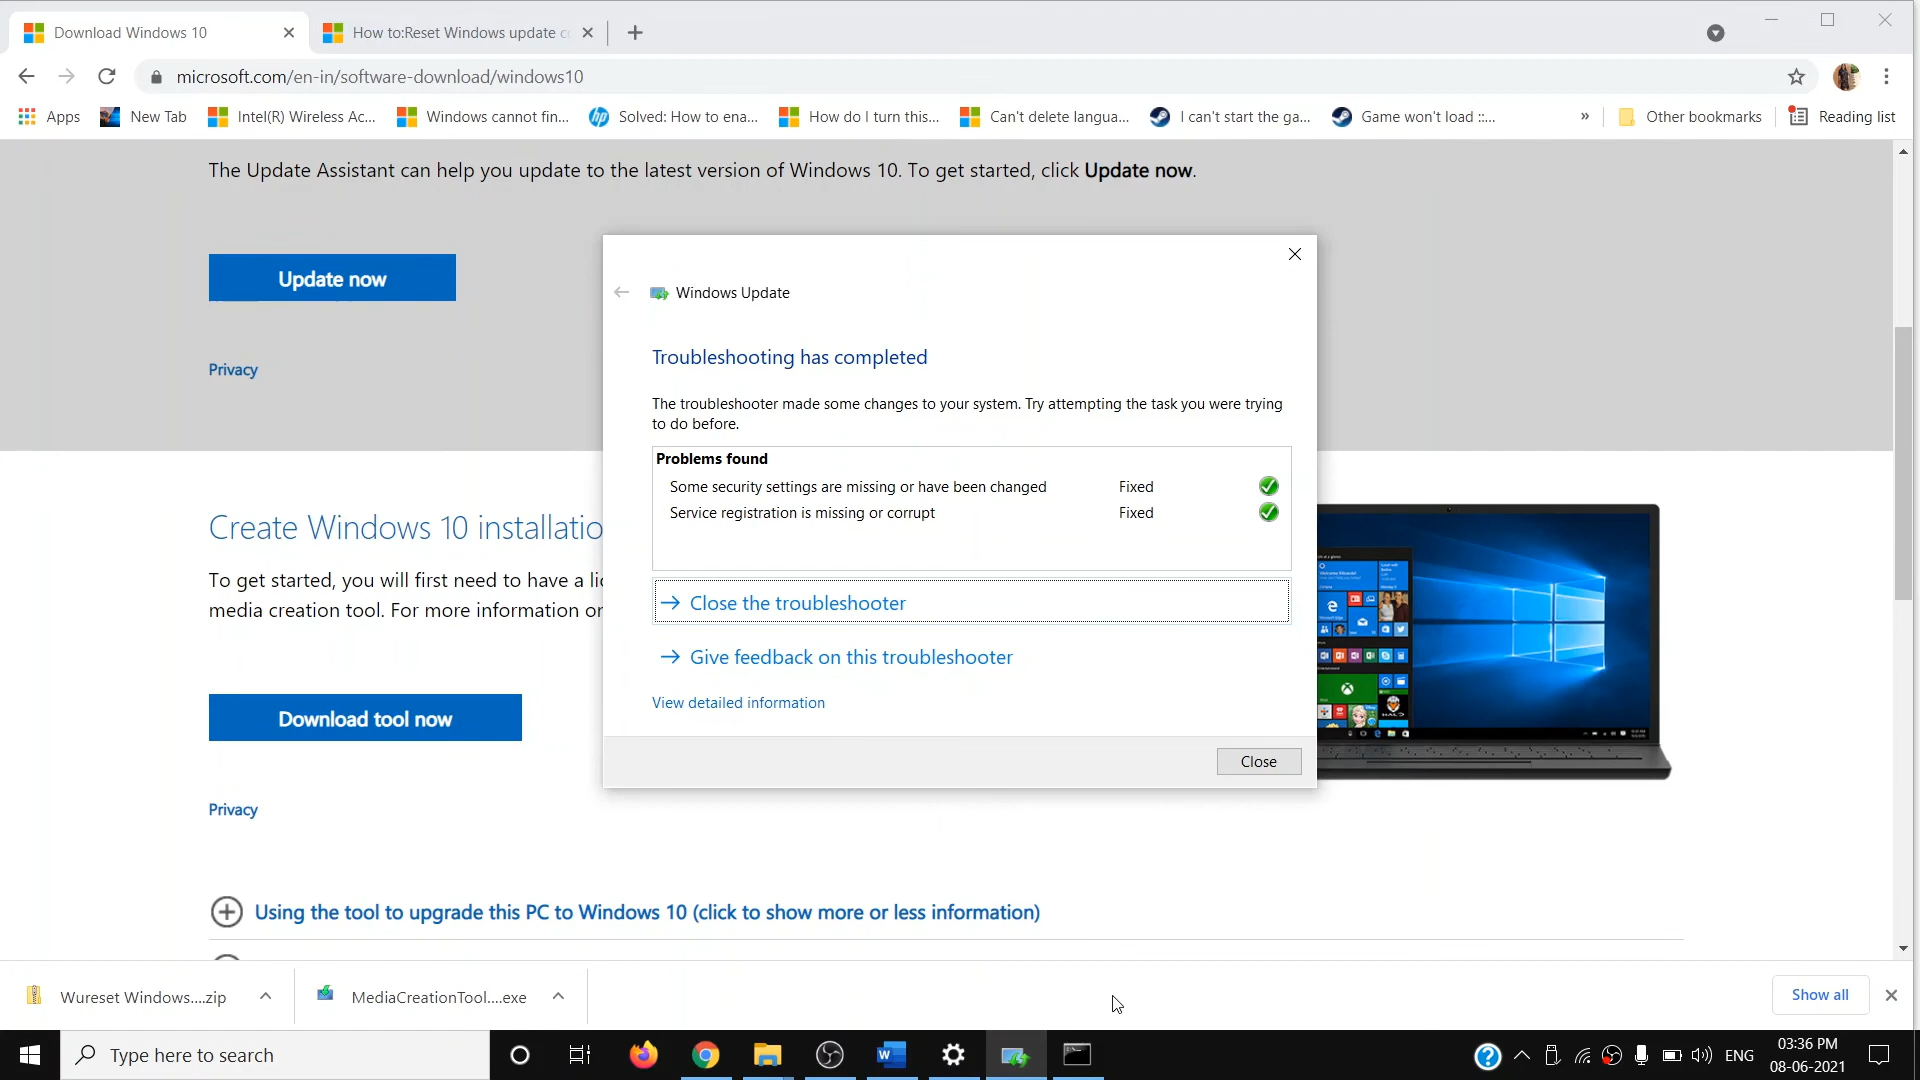 Download Windows 10
How to:Reset Windows update c
microsoft.com/en-in/software-download/windows10
Apps
New Tab
Intel(R) Wireless Ac...
Windows cannot fin...
Solved: How to ena...
How do I turn this...
Can't delete langua...
I can't start the ga...
Game won't load ::...
»
Other bookmarks
Reading list
The Update Assistant can help you update to the latest version of Windows 10. To get started, click Update now.
Update now
Privacy
Windows Update
Troubleshooting has completed
The troubleshooter made some changes to your system. Try attempting the task you were trying
to do before.
Problems found
Some security settings are missing or have been changed Fixed
Service registration is missing or corrupt Fixed
Close the troubleshooter
Give feedback on this troubleshooter
View detailed information
Close
Create Windows 10 installatio
To get started, you will first need to have a lic
media creation tool. For more information on
Download tool now
Privacy
Using the tool to upgrade this PC to Windows 10 (click to show more or less information)
Wureset Windows....zip
MediaCreationTool....exe
Show all
Type here to search
ENG
03:36 PM
08-06-2021